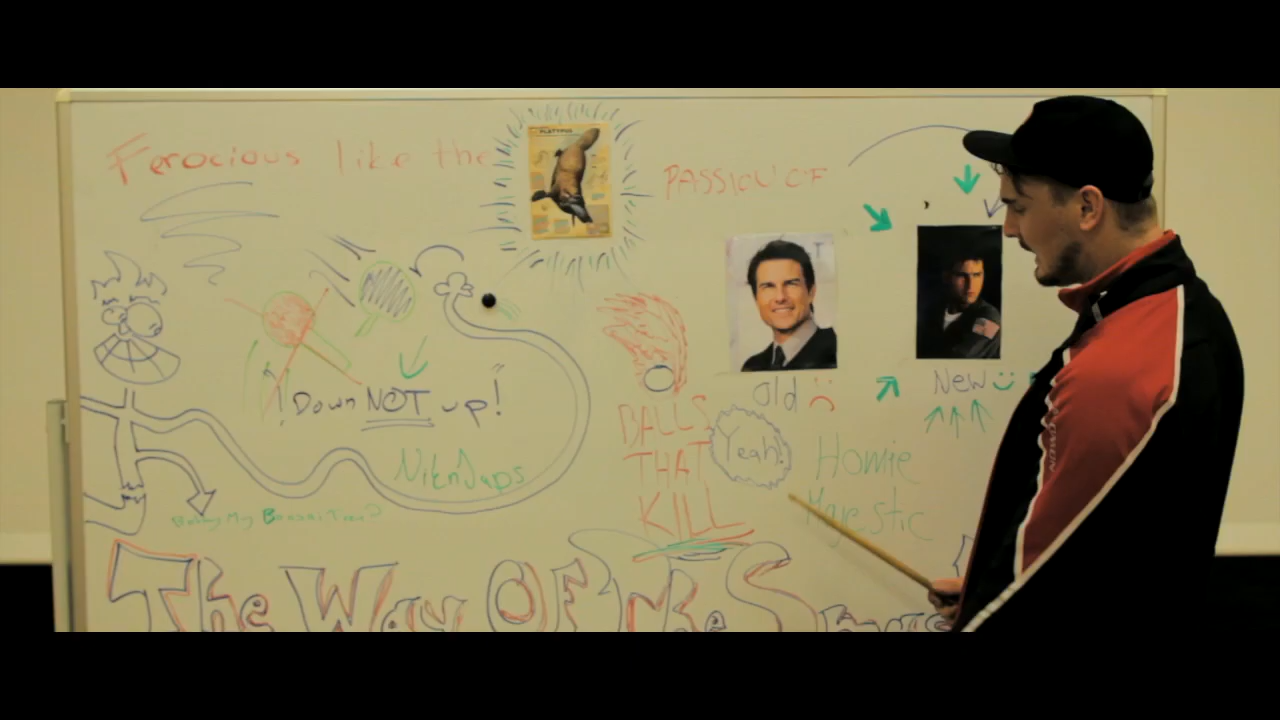 Ferocious like the
PLATYPUS
PASSION OF
Down NOT up!
old
New
BALLS
THAT
KILL
Yeah!
Homie
Majestic
The Way OF The